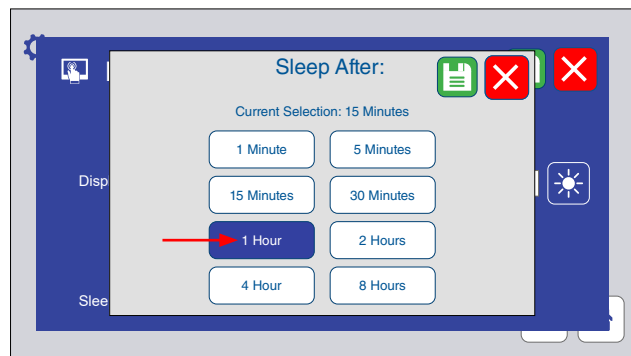 Sleep After:
Current Selection: 15 Minutes
1 Minute
5 Minutes
Disp
15 Minutes
30 Minutes
1 Hour
2 Hours
4 Hour
8 Hours
Slee